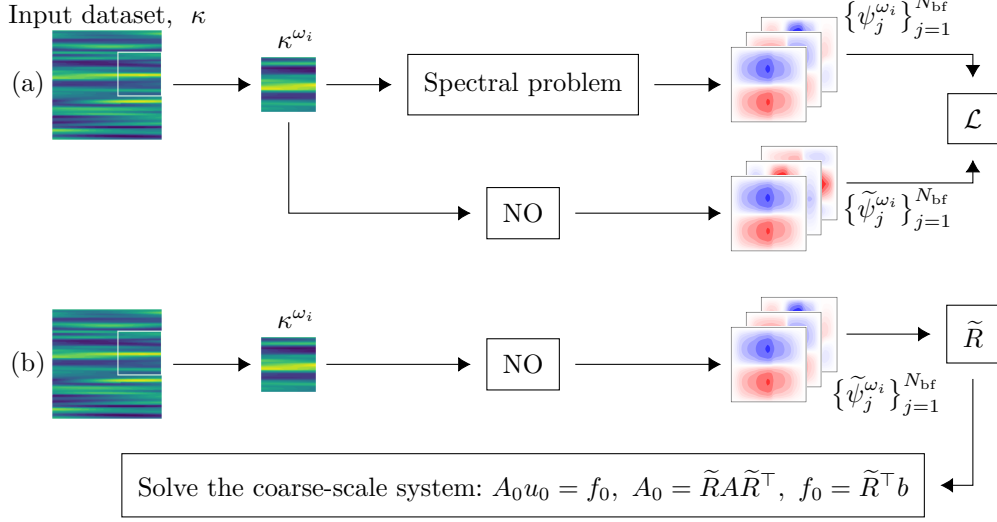 Input dataset, κ
(a)
κ^{ω_i}
Spectral problem
{ψ_j^{ω_i}}_{j=1}^{N_bf}
ℒ
NO
{ψ̃_j^{ω_i}}_{j=1}^{N_bf}
(b)
κ^{ω_i}
NO
{ψ̃_j^{ω_i}}_{j=1}^{N_bf}
R̃
Solve the coarse-scale system: A_0u_0 = f_0, A_0 = R̃AR̃^⊤, f_0 = R̃^⊤b